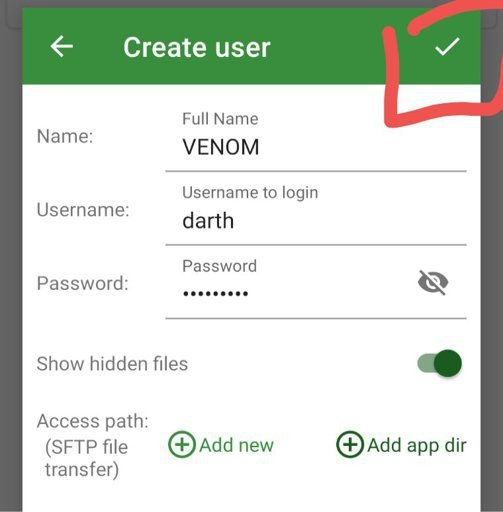 Create user
Full Name
Name:
VENOM
Username to login
Username:
darth
Password
Password:
•••••••••
Show hidden files
Access path:
(SFTP file
transfer)
Add new
Add app dir